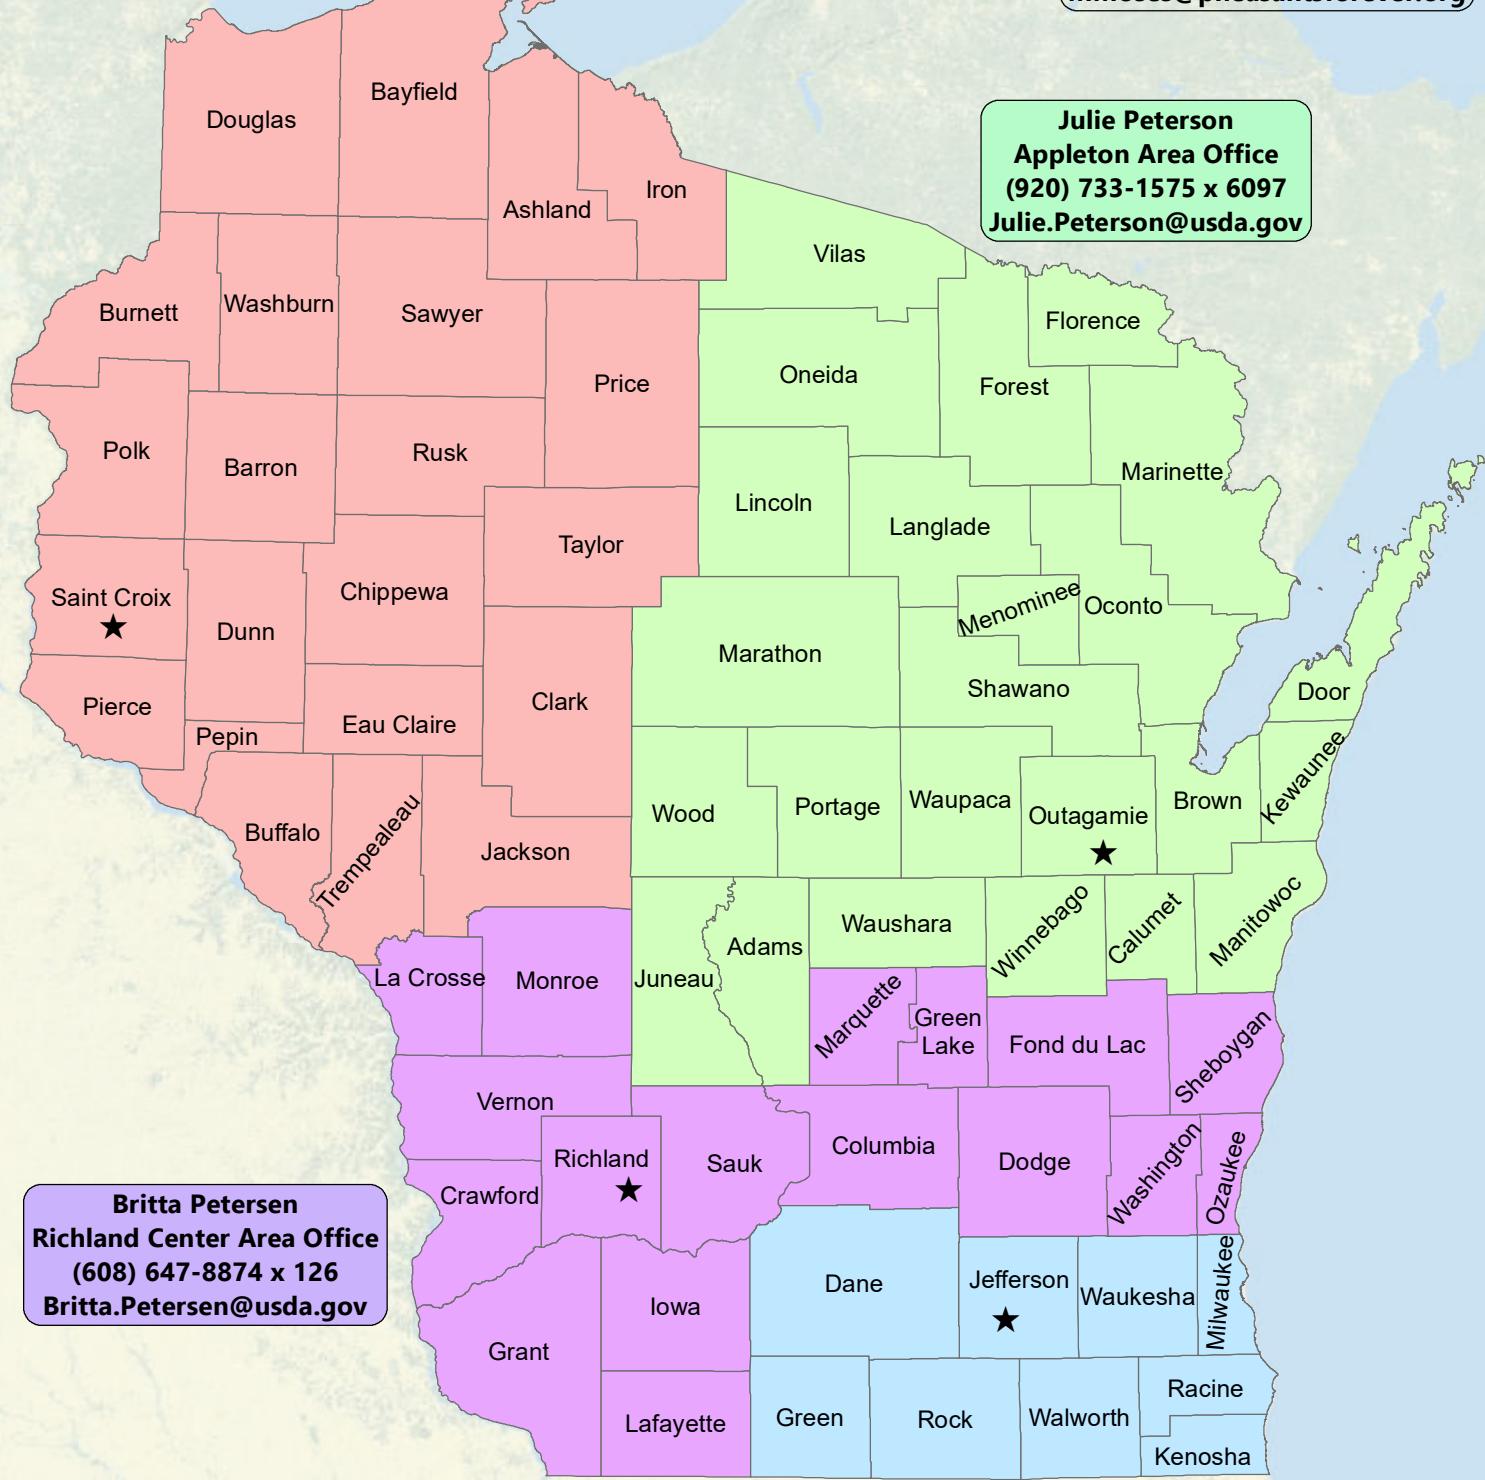 Julie Peterson
Appleton Area Office
(920) 733-1575 x 6097
Julie.Peterson@usda.gov
Bayfield
Douglas
Iron
Ashland
Vilas
Washburn
Burnett
Sawyer
Florence
Oneida
Price
Forest
Polk
Rusk
Barron
Marinette
Lincoln
Langlade
Taylor
Chippewa
Saint Croix
Menominee
Oconto
Dunn
Marathon
Shawano
Door
Clark
Pierce
Eau Claire
Pepin
Kewaunee
Waupaca
Brown
Portage
Wood
Outagamie
Buffalo
Trempealeau
Jackson
Waushara
Winnebago
Calumet
Manitowoc
Adams
La Crosse
Monroe
Juneau
Marquette
Green
Lake
Fond du Lac
Sheboygan
Vernon
Columbia
Richland
Sauk
Dodge
Washington
Ozaukee
Crawford
Britta Petersen
Richland Center Area Office
(608) 647-8874 x 126
Britta.Petersen@usda.gov
Dane
Jefferson
Waukesha
Milwaukee
Iowa
Grant
Racine
Lafayette
Green
Rock
Walworth
Kenosha